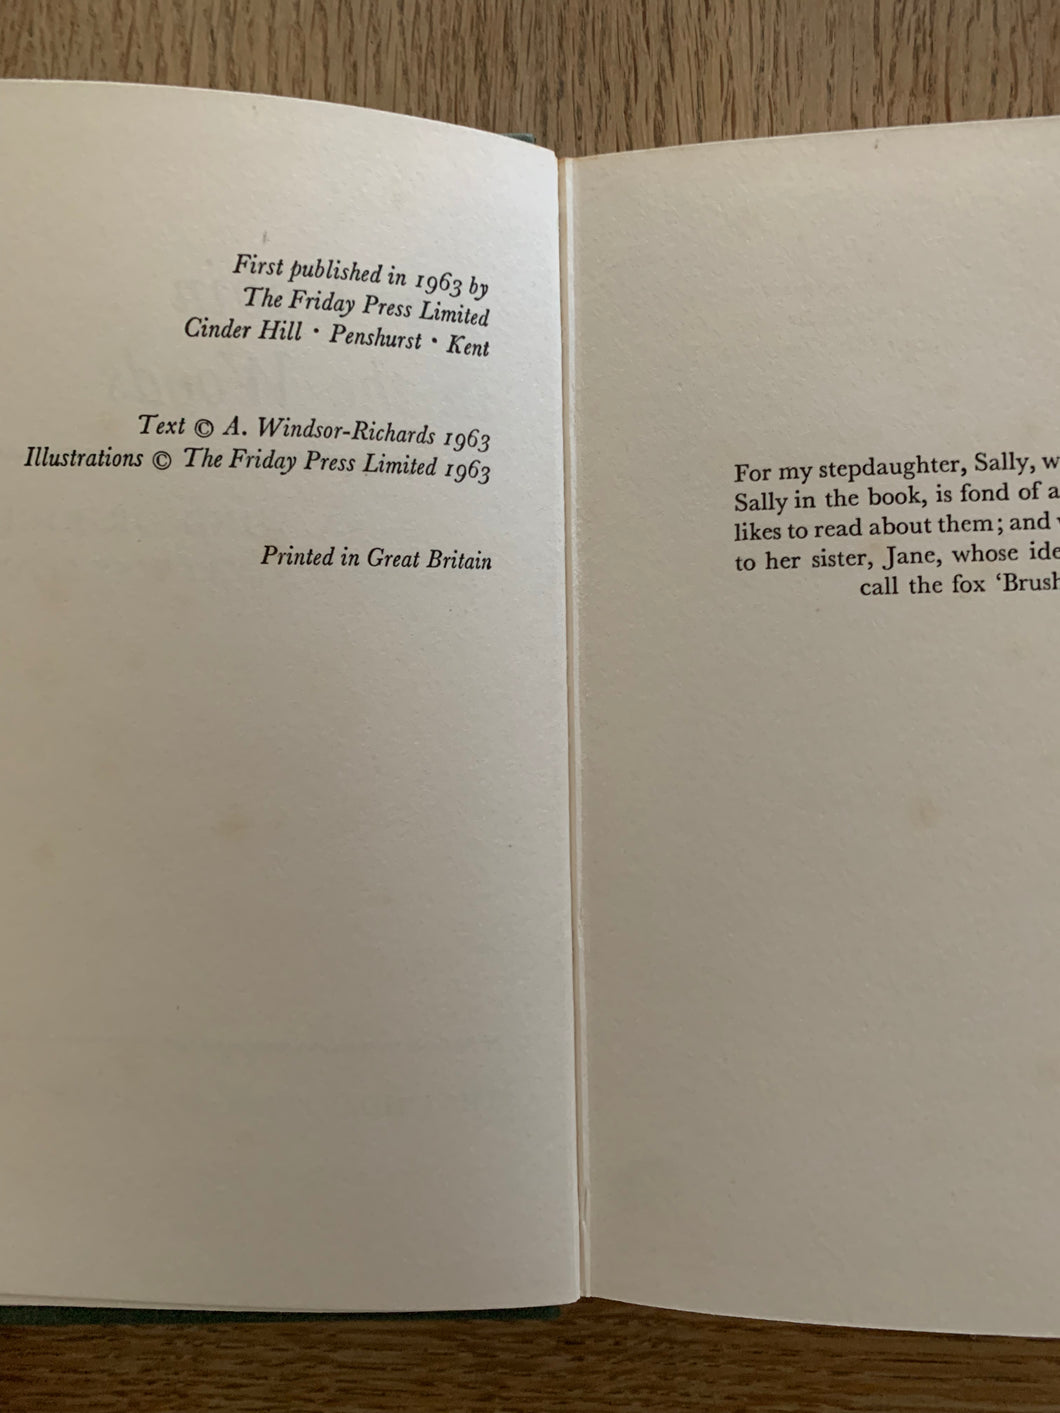 First published in 1963 by
The Friday Press Limited
Cinder Hill · Penshurst · Kent
Text © A. Windsor-Richards 1963
Illustrations © The Friday Press Limited 1963
Printed in Great Britain
For my stepdaughter, Sally, w
Sally in the book, is fond of a
likes to read about them; and
to her sister, Jane, whose ide
call the fox ‘Brush